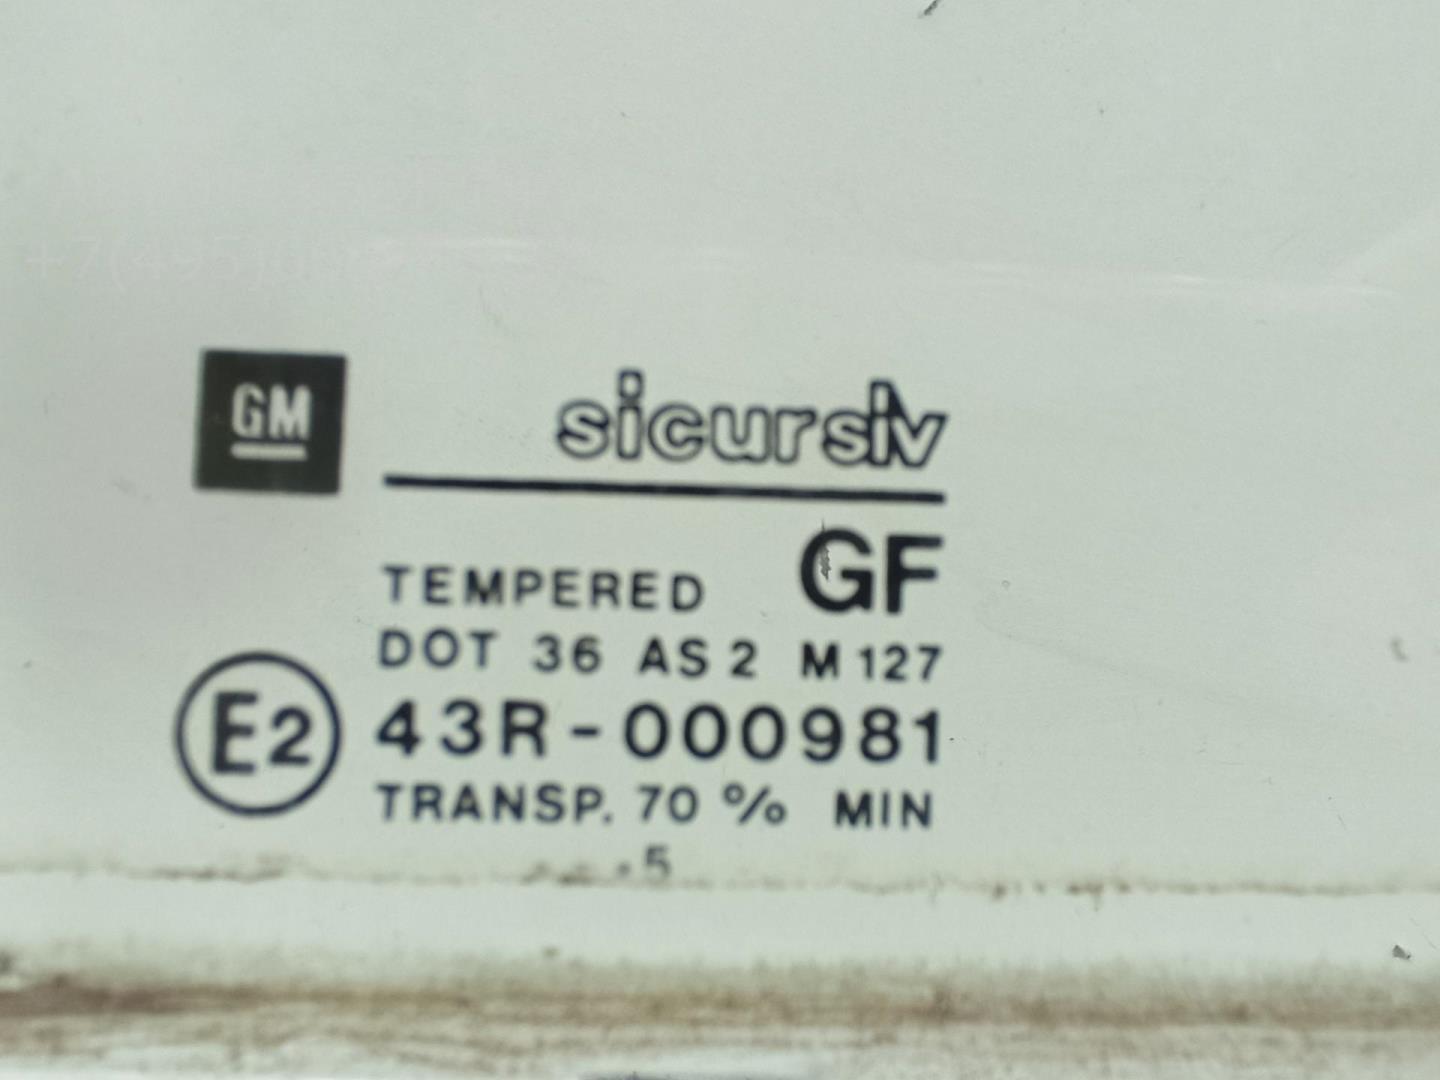 GM
sicursiv
GF
TEMPERED
DOT 36 AS 2 M 127
E2
43R-000981
TRANSP. 70 % MIN
.5